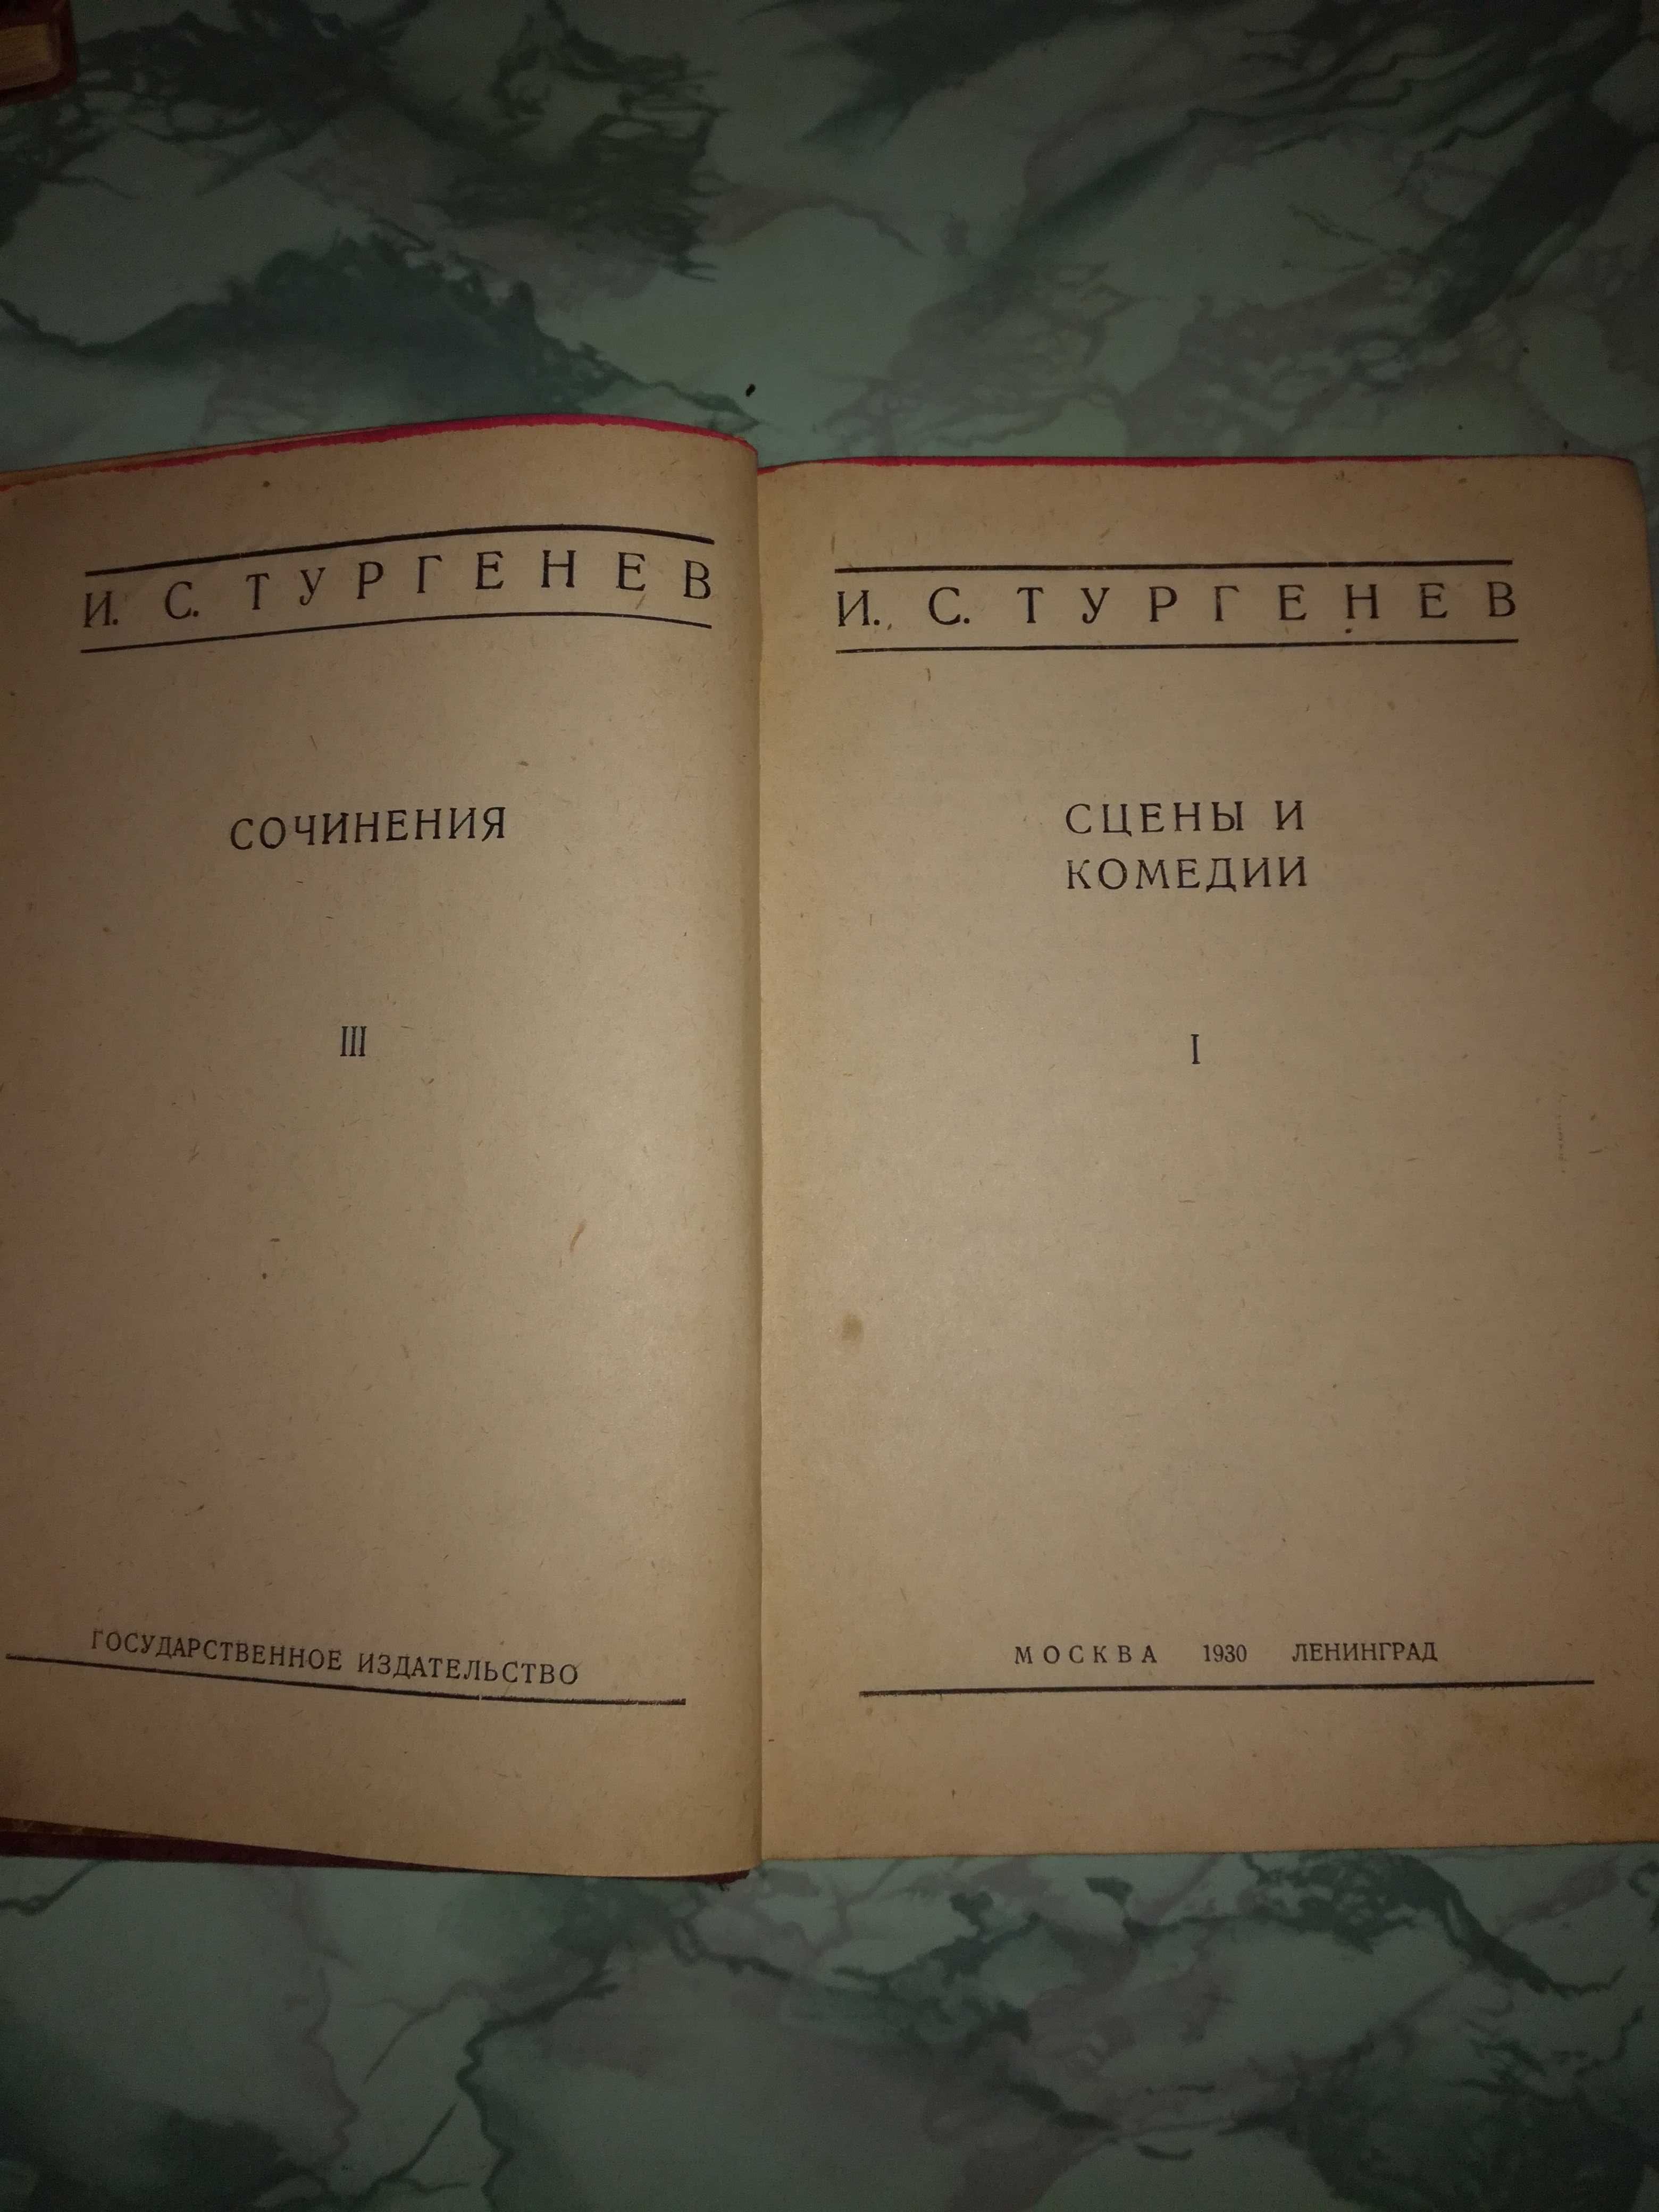 И. С. ТУРГЕНЕВ
СОЧИНЕНИЯ
III
ГОСУДАРСТВЕННОЕ ИЗДАТЕЛЬСТВО
И. С. ТУРГЕНЕВ
СЦЕНЫ И
КОМЕДИИ
I
МОСКВА 1930 ЛЕНИНГРАД